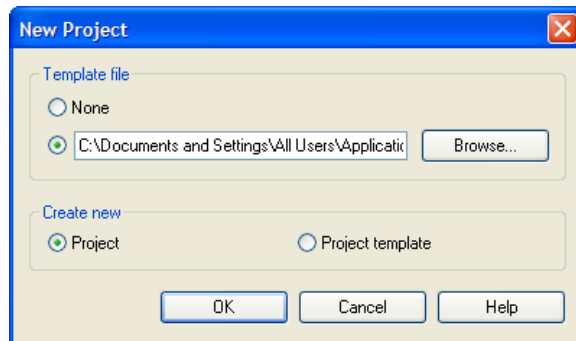 New Project
Template file
None
C:\Documents and Settings\All Users\Applicatic
Browse...
Create new
Project Project template
OK Cancel Help